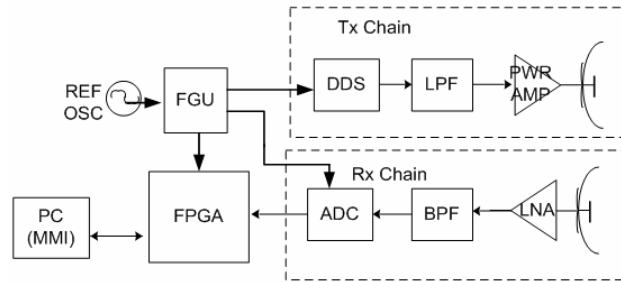 Tx Chain
REF
OSC
FGU
DDS
LPF
PWR
AMP
Rx Chain
PC
(MMI)
FPGA
ADC
BPF
LNA